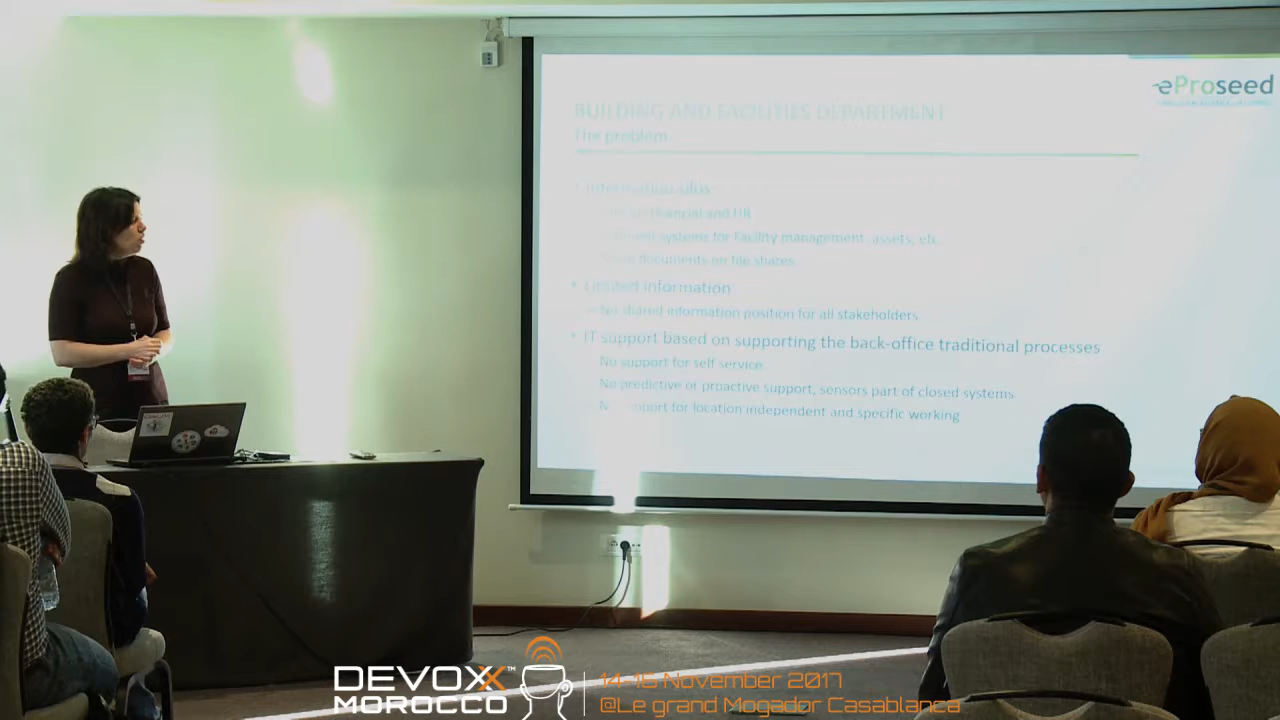 eProseed
BUILDING AND FACILITIES DEPARTMENT
The problem
Information silos
financial and HR
systems for Facility management, assets, etc.
documents on file shares
• Limited information
No shared information position for all stakeholders
• IT support based on supporting the back-office traditional processes
No support for self service
No predictive or proactive support, sensors part of closed systems
No support for location independent and specific working
DEVOXX™
MOROCCO
14-16 November 2017
@Le grand Mogador Casablanca